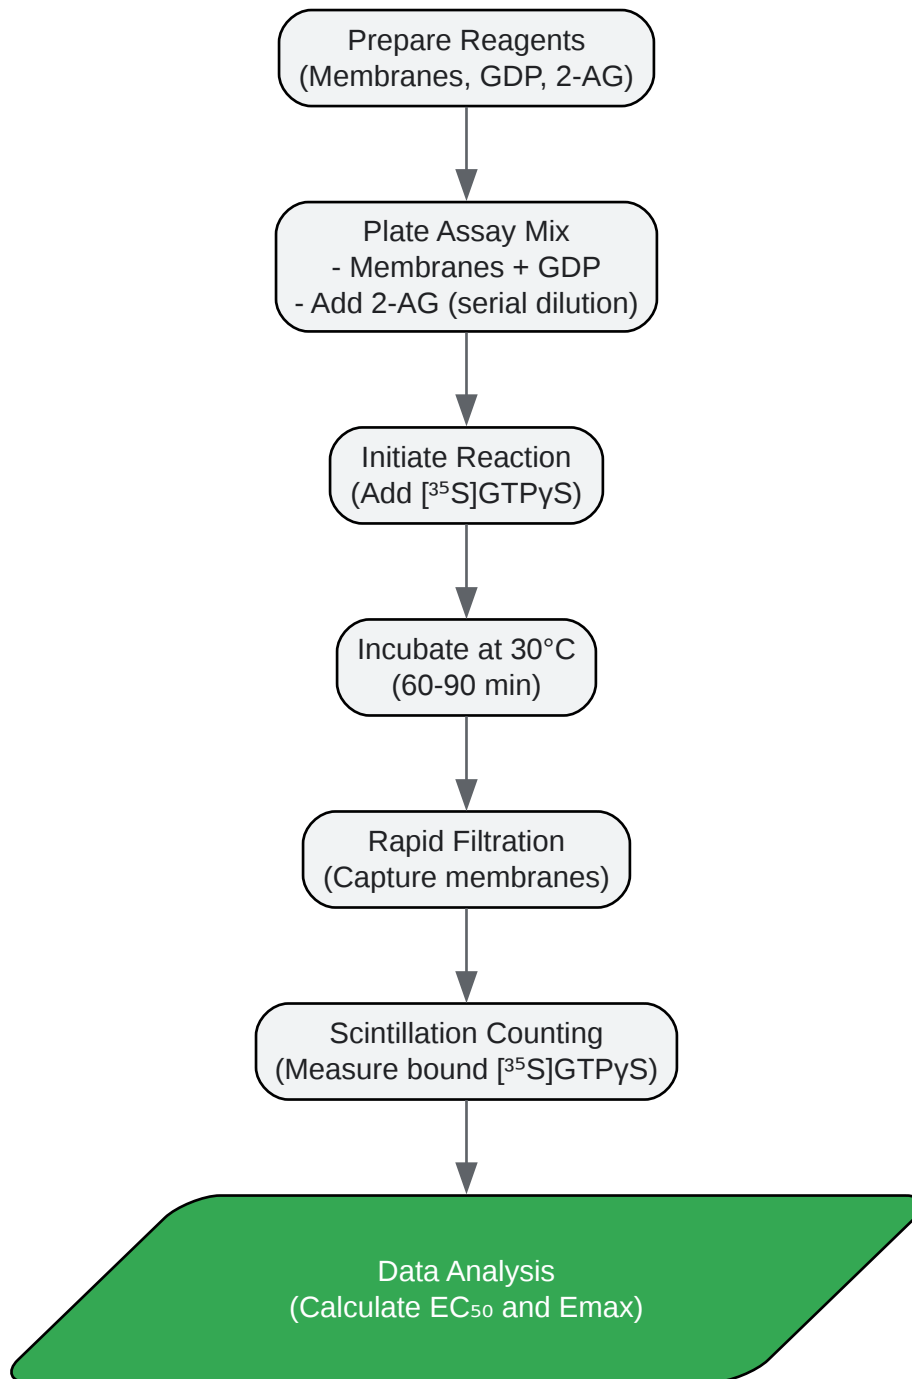 Prepare Reagents
(Membranes, GDP, 2-AG)
Plate Assay Mix
- Membranes + GDP
- Add 2-AG (serial dilution)
Initiate Reaction
(Add [³⁵S]GTPγS)
Incubate at 30°C
(60-90 min)
Rapid Filtration
(Capture membranes)
Scintillation Counting
(Measure bound [³⁵S]GTPγS)
Data Analysis
(Calculate EC₅₀ and Emax)